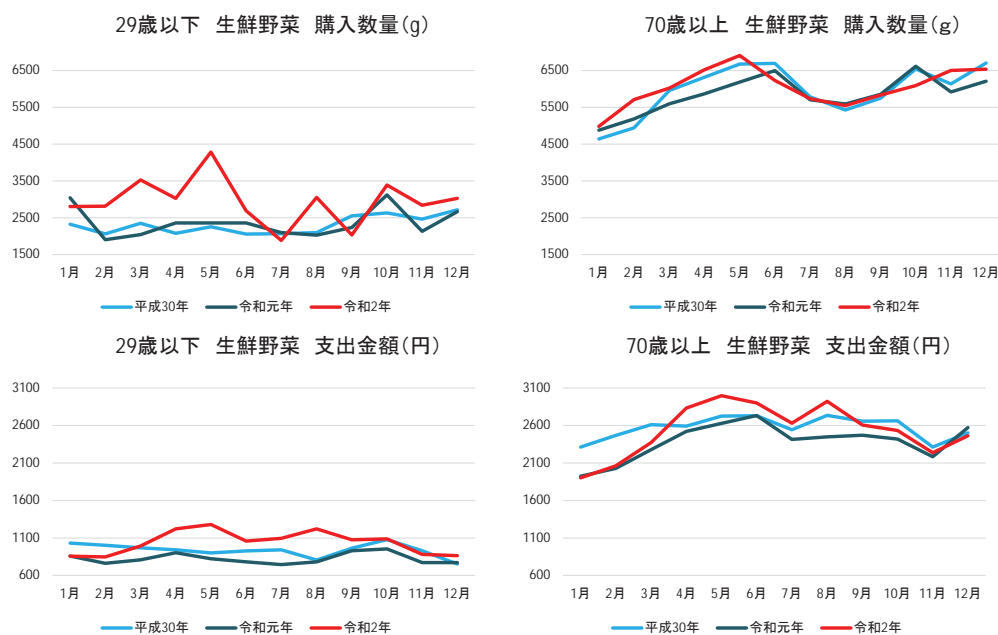 29歳以下　生鮮野菜　購入数量(g)
6500
5500
4500
3500
2500
1500
1月 2月 3月 4月 5月 6月 7月 8月 9月 10月 11月 12月
平成30年 令和元年 令和2年
70歳以上　生鮮野菜　購入数量(g)
6500
5500
4500
3500
2500
1500
1月 2月 3月 4月 5月 6月 7月 8月 9月 10月 11月 12月
平成30年 令和元年 令和2年
29歳以下　生鮮野菜　支出金額(円)
3100
2600
2100
1600
1100
600
1月 2月 3月 4月 5月 6月 7月 8月 9月 10月 11月 12月
平成30年 令和元年 令和2年
70歳以上　生鮮野菜　支出金額(円)
3100
2600
2100
1600
1100
600
1月 2月 3月 4月 5月 6月 7月 8月 9月 10月 11月 12月
平成30年 令和元年 令和2年